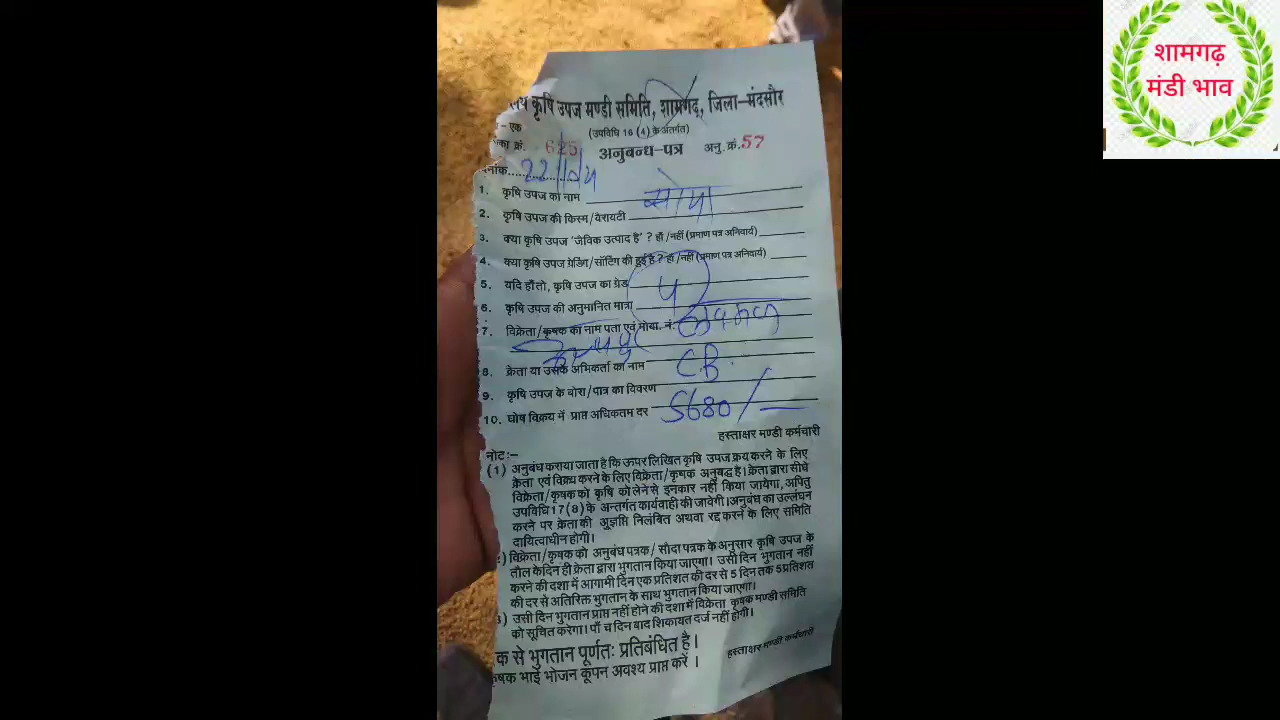 शामगढ़
मंडी भाव
कृषि उपज मण्डी समिति, शामगढ़, जिला–मंदसौर
– एक
(उपविधि 16 (4) के अंतर्गत)
क्रं. 625 अनुबन्ध–पत्र अनु.क्रं.57
22/10/24
1. कृषि उपज का नाम सोया
2. कृषि उपज की किस्म/वैरायटी
3. क्या कृषि उपज 'जैविक उत्पाद है' ? हाँ/नहीं (प्रमाण पत्र अनिवार्य)
4. क्या कृषि उपज ग्रेडिंग/सॉटिंग की हुई है ? हाँ/नहीं (प्रमाण पत्र अनिवार्य)
5. यदि हाँ तो, कृषि उपज का ग्रेड
6. कृषि उपज की अनुमानित मात्रा
7. विक्रेता/कृषक का नाम पता एवं मोबा. नं.
8. क्रेता या उसके अभिकर्ता का नाम CB
9. कृषि उपज के बोरा/पात्र का विवरण
10. घोष विक्रय में प्राप्त अधिकतम दर 5680/–
हस्ताक्षर मण्डी कर्मचारी
नोट:–
(1) अनुबंध कराया जाता है कि ऊपर लिखित कृषि उपज क्रय करने के लिए
क्रेता एवं विक्रय करने के लिए विक्रेता/कृषक अनुबद्ध है। क्रेता द्वारा सीधे
विक्रेता/कृषक को कृषि को लेने से इनकार नहीं किया जायेगा, अपितु
उपविधि 17(8) के अन्तर्गत कार्यवाही की जावेगी। अनुबंध का उल्लंघन
करने पर क्रेता की अुज्ञप्ति निलंबित अथवा रद्द करने के लिए समिति
दायित्वाधीन होगी।
) विक्रेता/कृषक को अनुबंध पत्रक/ सौदा पत्रक के अनुसार कृषि उपज के
तौल के दिन ही क्रेता द्वारा भुगतान किया जाएगा। उसी दिन भुगतान नहीं
करने की दशा में आगामी दिन एक प्रतिशत की दर से 5 दिन तक 5 प्रतिशत
की दर से अतिरिक्त भुगतान के साथ भुगतान किया जाएगा।
) उसी दिन भुगतान प्राप्त नहीं होने की दशा में विक्रेता कृषक मण्डी समिति
को सूचित करेगा। पाँच दिन बाद शिकायत दर्ज नहीं होगी।
क से भुगतान पूर्णतः प्रतिबंधित है।
कृषक भाई भोजन कूपन अवश्य प्राप्त करें ।
हस्ताक्षर मण्डी कर्मचारी